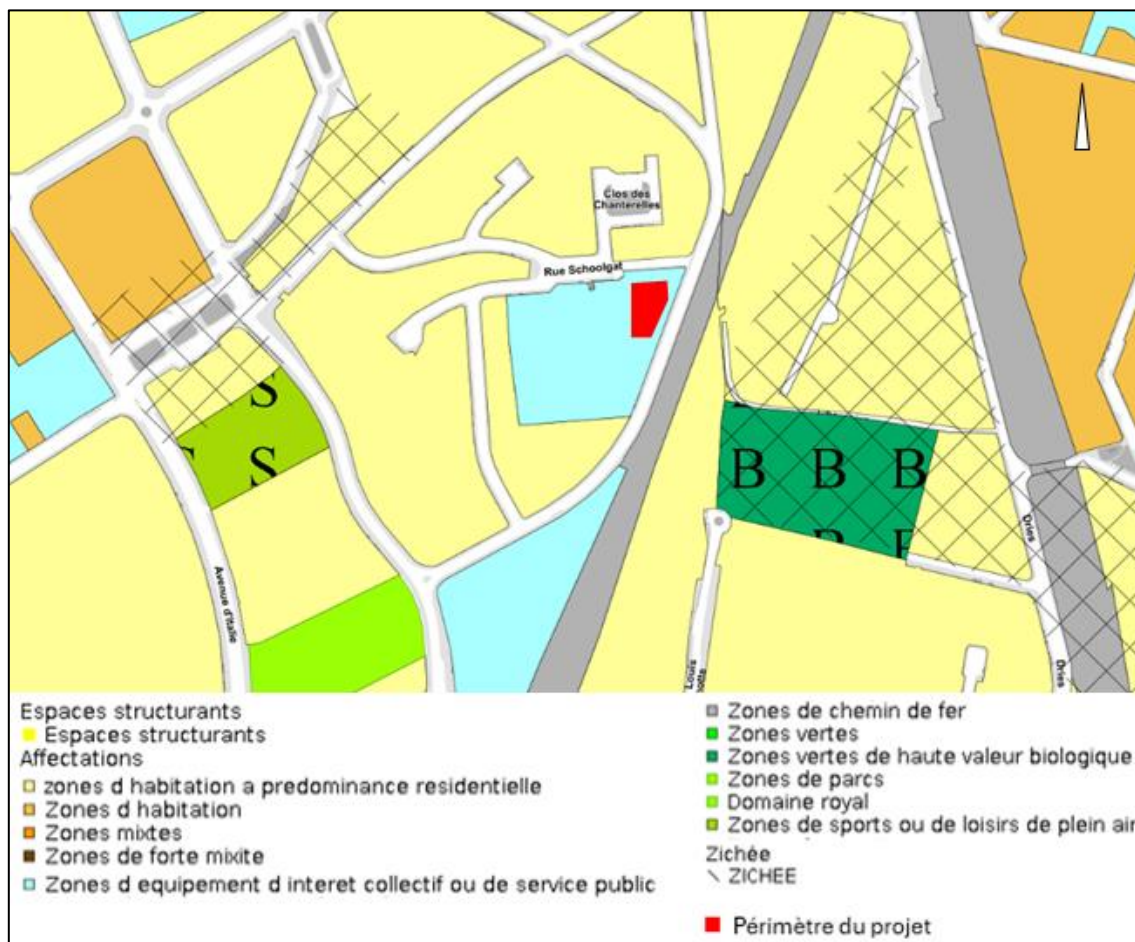 Clos des
Chanterelles
Rue Schoolgat
S
S
S
B B B
Dries
Avenue d'Italie
Louis
Dries
Espaces structurants
Espaces structurants
Affectations
zones d habitation a predominance residentielle
Zones d habitation
Zones mixtes
Zones de forte mixite
Zones d equipement d interet collectif ou de service public
Zones de chemin de fer
Zones vertes
Zones vertes de haute valeur biologique
Zones de parcs
Domaine royal
Zones de sports ou de loisirs de plein air
Zichée
ZICHEE
Périmètre du projet